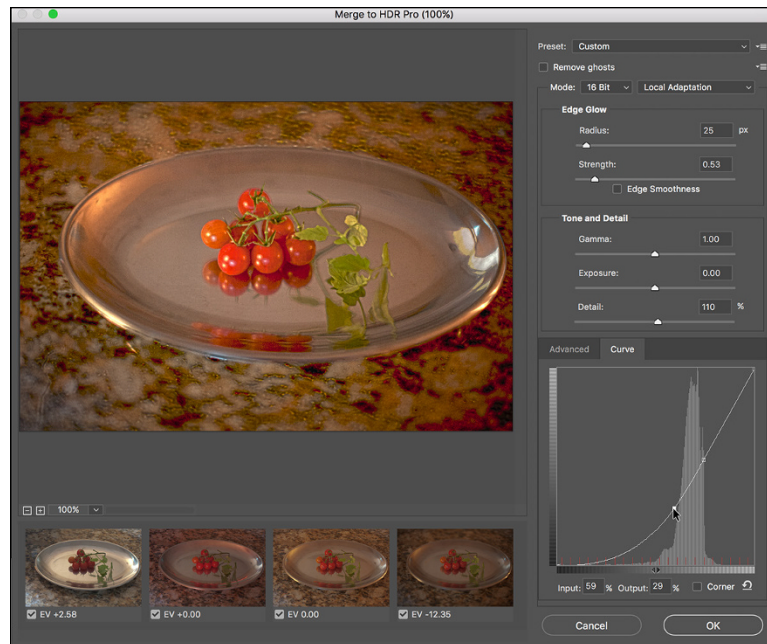 Merge to HDR Pro (100%)
Preset: Custom
Remove ghosts
Mode: 16 Bit Local Adaptation
Edge Glow
Radius: 25 px
Strength: 0.53
Edge Smoothness
Tone and Detail
Gamma: 1.00
Exposure: 0.00
Detail: 110 %
Advanced Curve
100%
Input: 59 % Output: 29 % Corner
EV +2.58 EV +0.00 EV 0.00 EV -12.35
Cancel OK